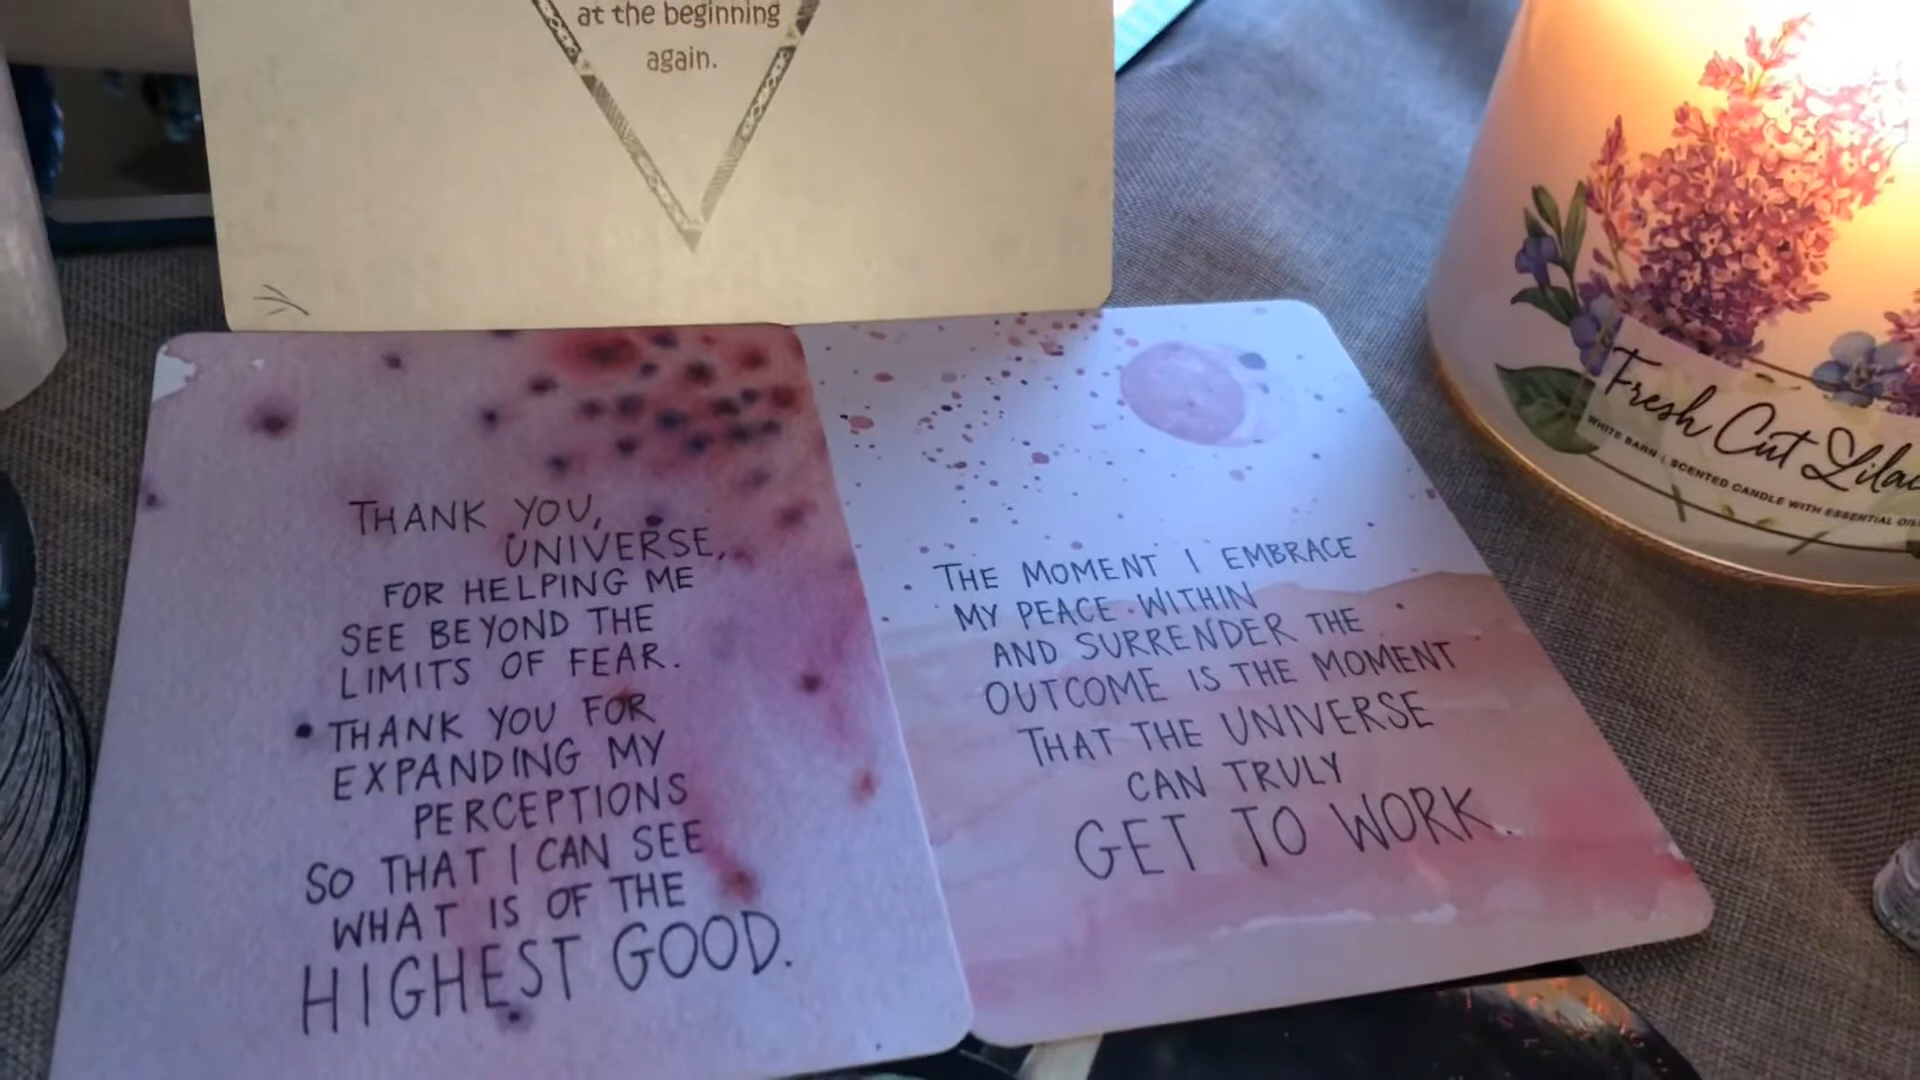 at the beginning
again.
THANK YOU,
UNIVERSE,
FOR HELPING ME
SEE BEYOND THE
LIMITS OF FEAR.
THANK YOU FOR
EXPANDING MY
PERCEPTIONS
SO THAT I CAN SEE
WHAT IS OF THE
HIGHEST GOOD.
THE MOMENT I EMBRACE
MY PEACE WITHIN
AND SURRENDER THE
OUTCOME IS THE MOMENT
THAT THE UNIVERSE
CAN TRULY
GET TO WORK.
Fresh Cut
WHITE BARN | SCENTED CANDLE WITH ESSENTIAL